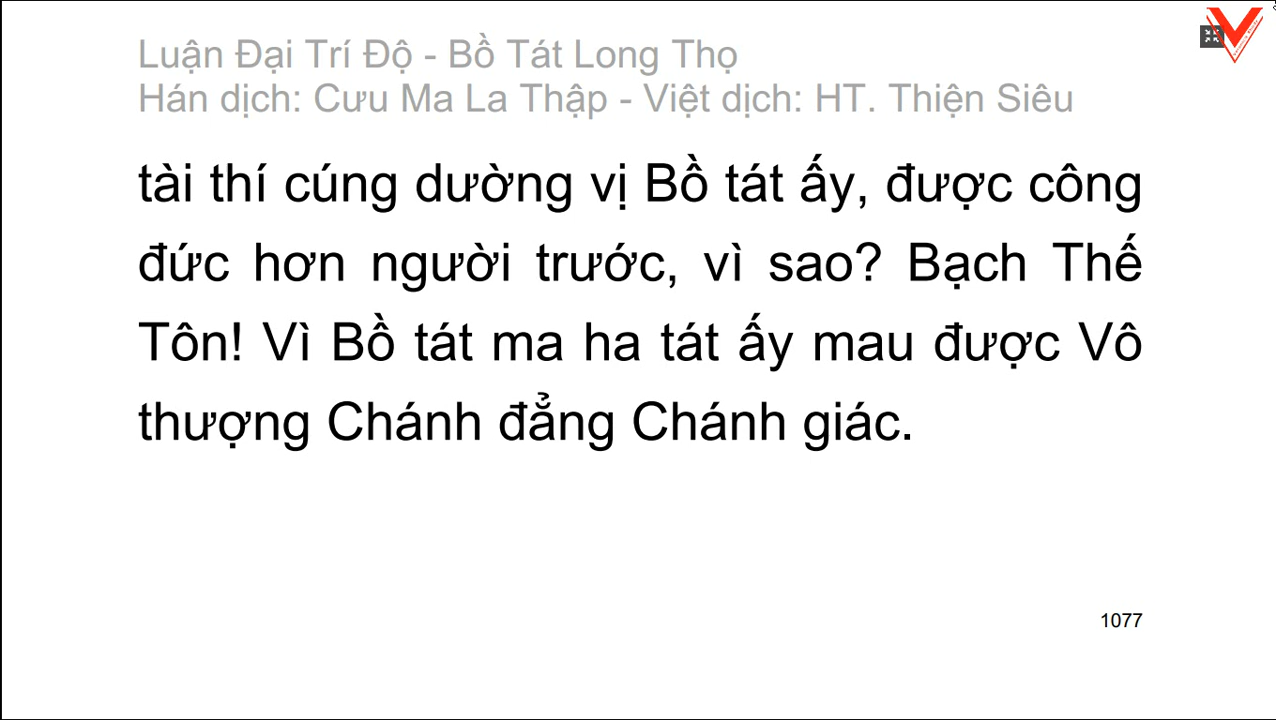 Luận Đại Trí Độ - Bồ Tát Long Thọ
Hán dịch: Cưu Ma La Thập - Việt dịch: HT. Thiện Siêu
tài thí cúng dường vị Bồ tát ấy, được công
đức hơn người trước, vì sao? Bạch Thế
Tôn! Vì Bồ tát ma ha tát ấy mau được Vô
thượng Chánh đẳng Chánh giác.
1077